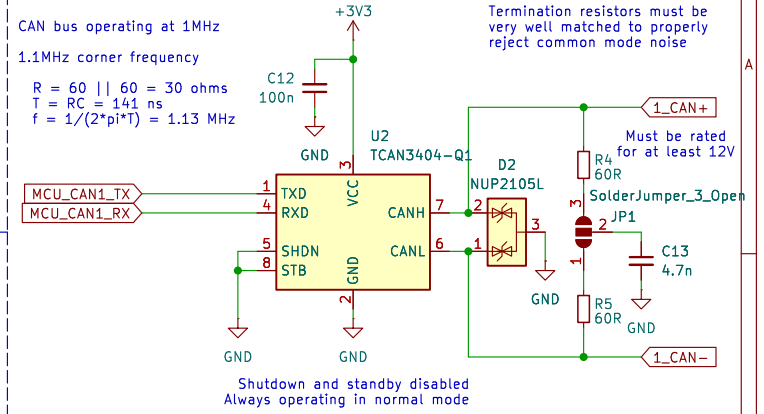 CAN bus operating at 1MHz
1.1MHz corner frequency
R = 60 || 60 = 30 ohms
T = RC = 141 ns
f = 1/(2*pi*T) = 1.13 MHz
+3V3
C12
100n
GND
Termination resistors must be
very well matched to properly
reject common mode noise
A
1_CAN+
Must be rated
for at least 12V
U2
TCAN3404-Q1
D2
NUP2105L
R4
60R
SolderJumper_3_Open
JP1
MCU_CAN1_TX
MCU_CAN1_RX
1
4
5
8
3
2
7
6
TXD
RXD
SHDN
STB
VCC
GND
CANH
CANL
2
1
3
GND
3
2
1
C13
4.7n
GND
R5
60R
1_CAN-
GND
GND
Shutdown and standby disabled
Always operating in normal mode